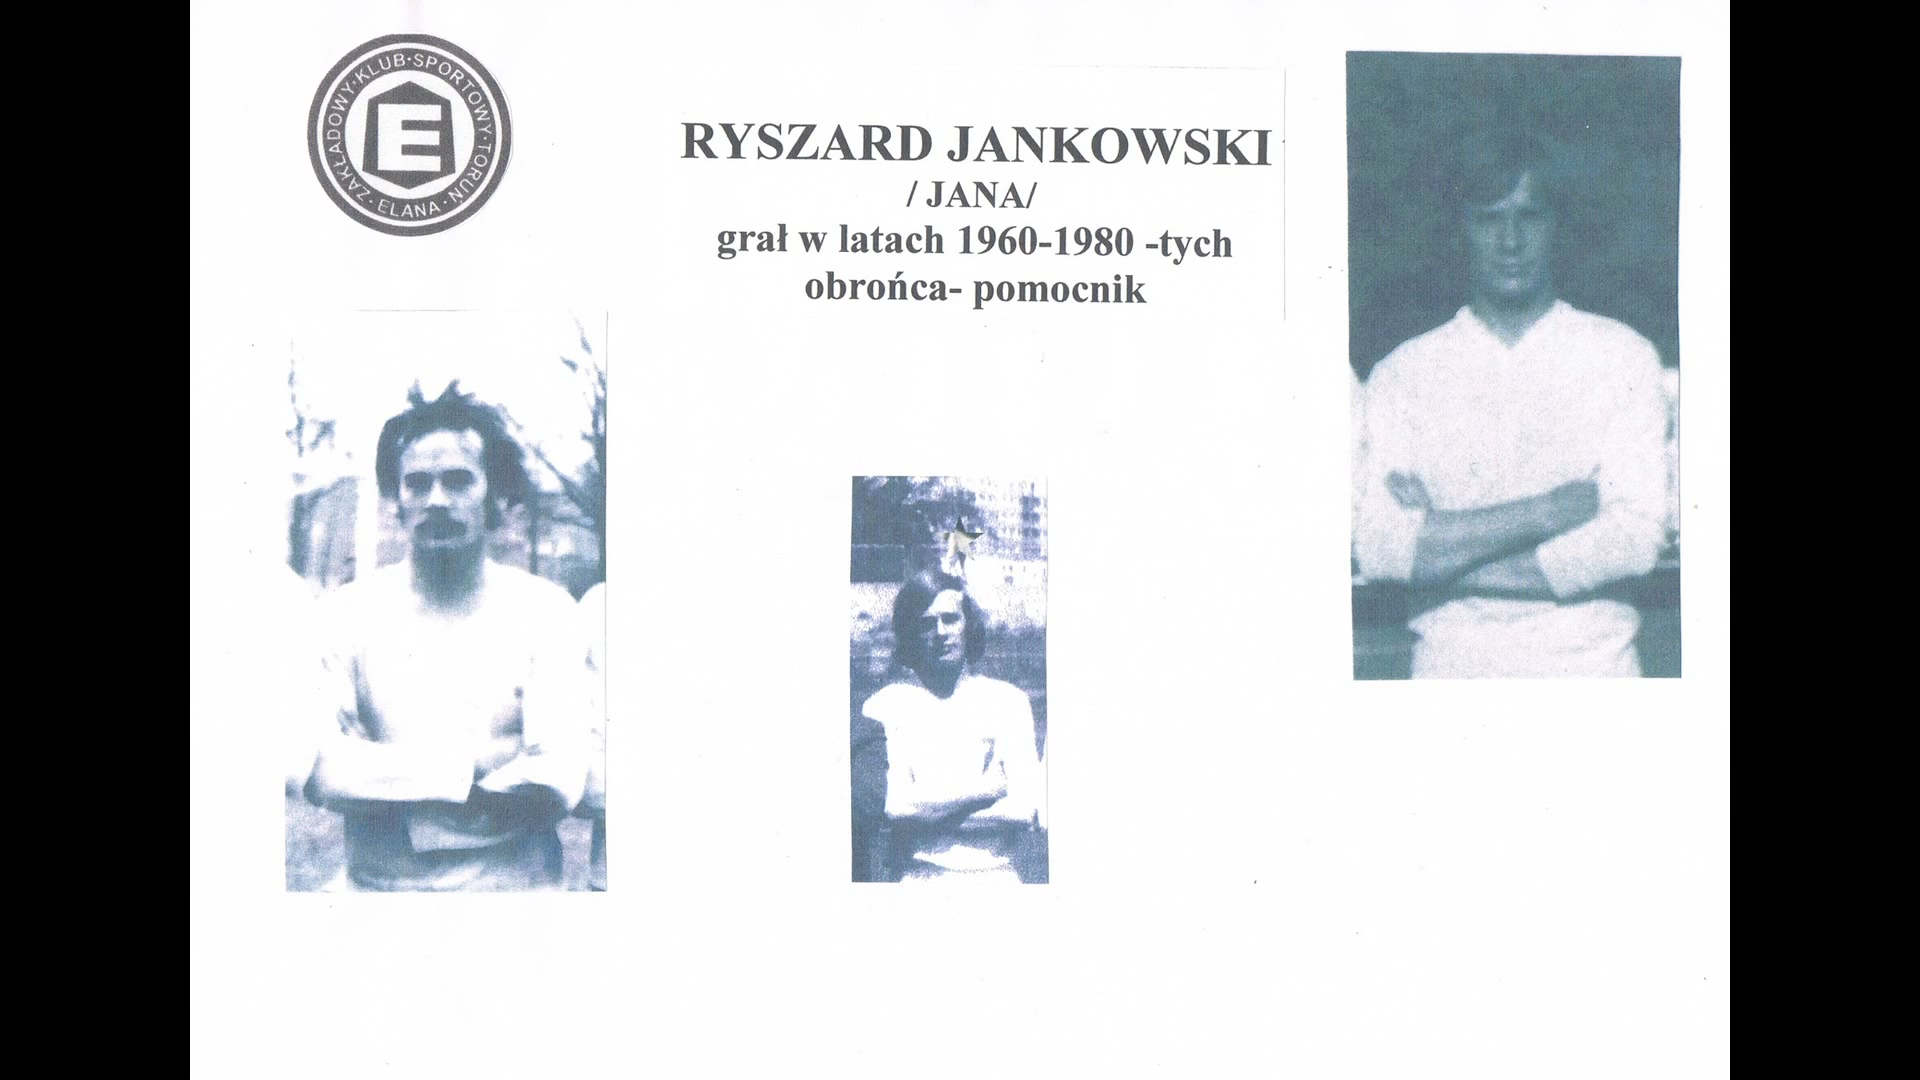 ZAKŁADOWY·KLUB·SPORTOWY·TORUŃ·ELANA·
E
RYSZARD JANKOWSKI
/ JANA/
grał w latach 1960-1980 -tych
obrońca- pomocnik